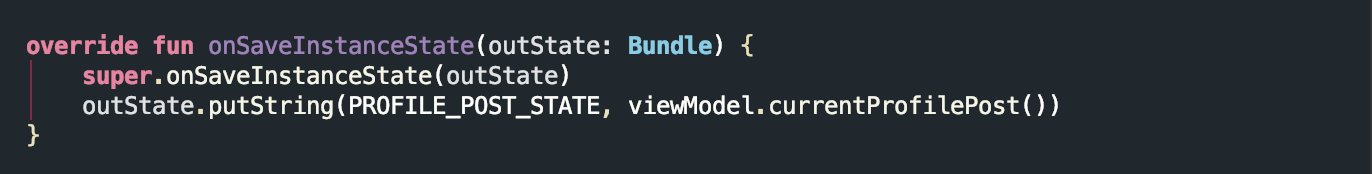 override fun onSaveInstanceState(outState: Bundle) {
    super.onSaveInstanceState(outState)
    outState.putString(PROFILE_POST_STATE, viewModel.currentProfilePost())
}